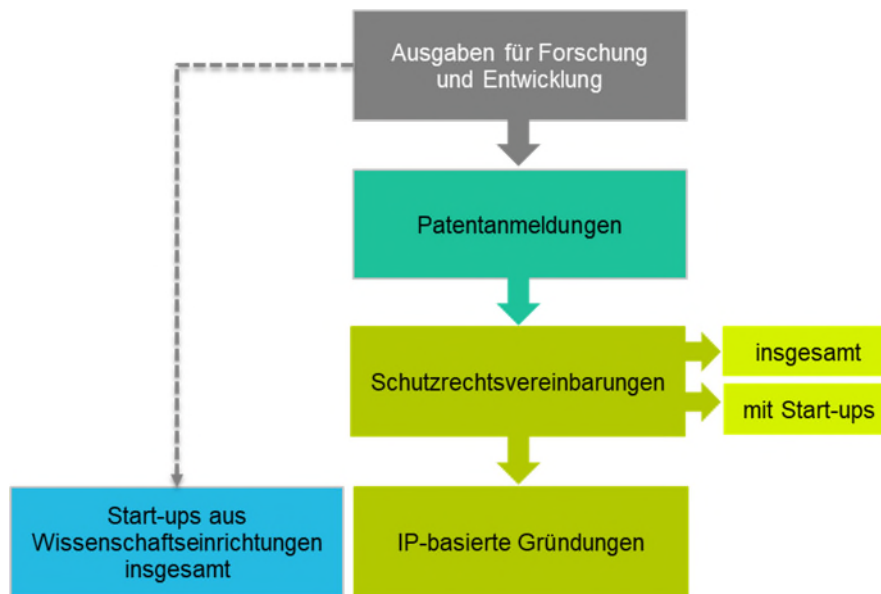 Ausgaben für Forschung
und Entwicklung
Patentanmeldungen
Schutzrechtsvereinbarungen
insgesamt
mit Start-ups
Start-ups aus
Wissenschaftseinrichtungen
insgesamt
IP-basierte Gründungen